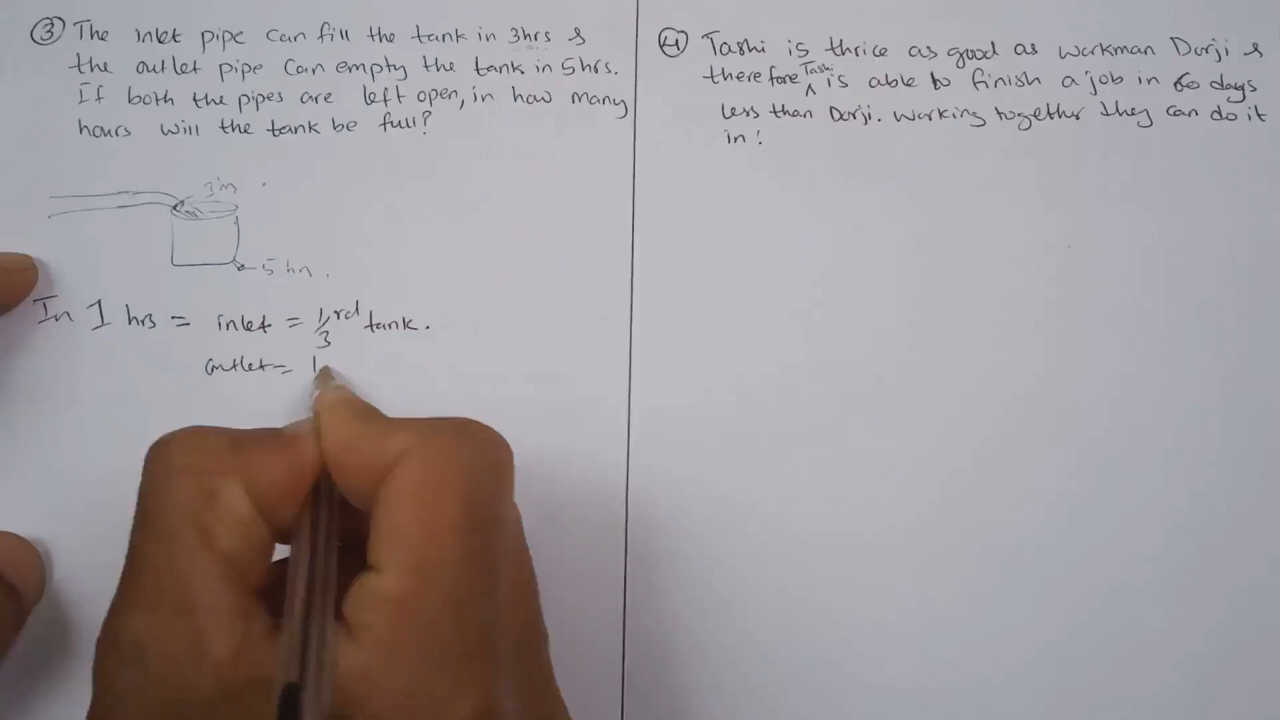 ③ The inlet pipe can fill the tank in 3hrs &
the outlet pipe can empty the tank in 5hrs.
If both the pipes are left open, in how many
hours will the tank be full?
5 hr .
In 1 hrs = inlet = 1/3 rd tank.
outlet = 1
④ Tashi is thrice as good as workman Dorji &
therefore Tashi is able to finish a job in 60 days
less than Dorji. Working together they can do it
in!